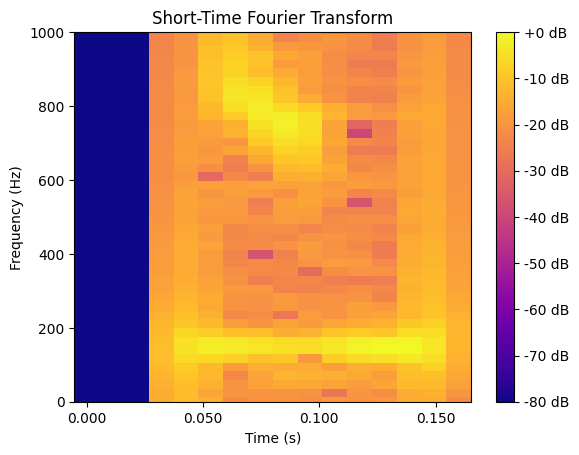 Short-Time Fourier Transform
1000
800
600
400
200
0
Frequency (Hz)
0.000
0.050
0.100
0.150
Time (s)
+0 dB
-10 dB
-20 dB
-30 dB
-40 dB
-50 dB
-60 dB
-70 dB
-80 dB